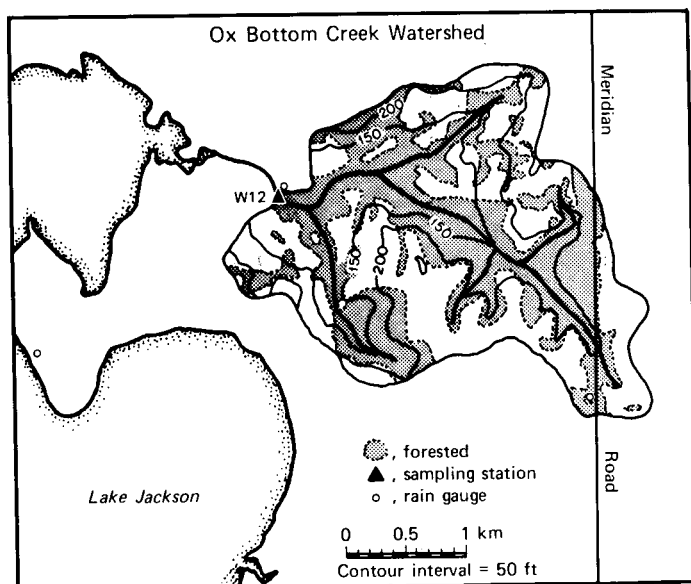 Ox Bottom Creek Watershed
Meridian
200
150
W12
150
150
200
, forested
, sampling station
, rain gauge
Road
Lake Jackson
0 0.5 1 km
Contour interval = 50 ft